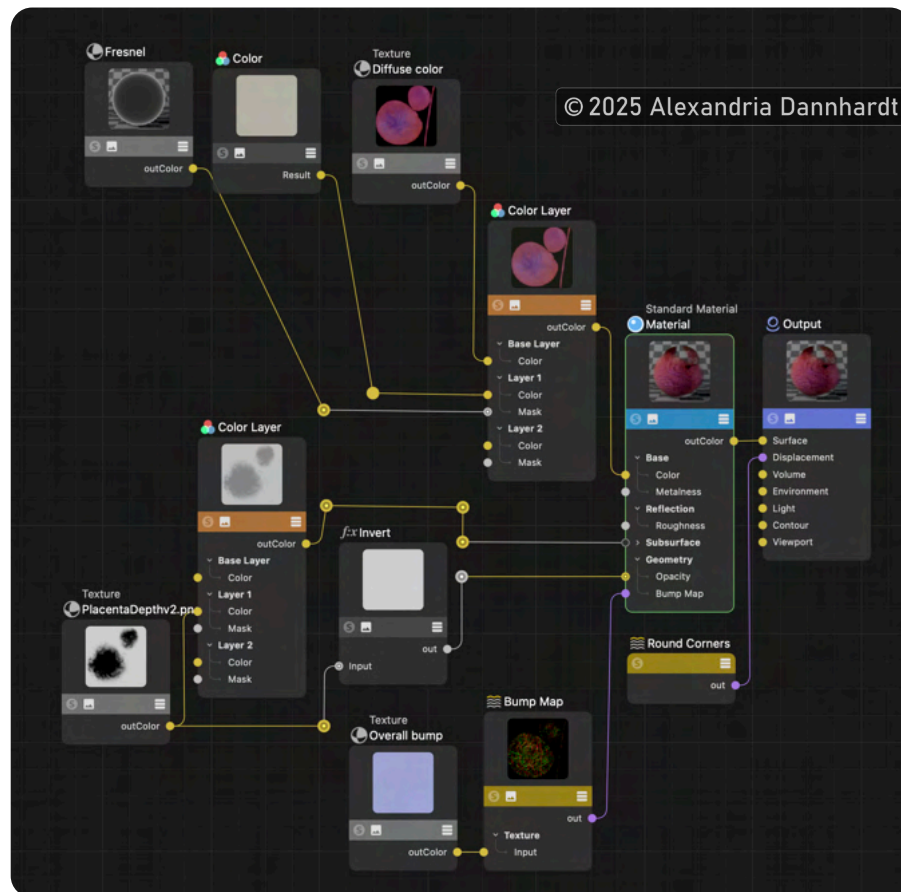 Fresnel
outColor
Color
Result
Texture
Diffuse color
outColor
© 2025 Alexandria Dannhardt
Color Layer
outColor
Base Layer
Color
Layer 1
Color
Mask
Layer 2
Color
Mask
Standard Material
Material
outColor
Base
Color
Metalness
Reflection
Roughness
Subsurface
Geometry
Opacity
Bump Map
Output
Surface
Displacement
Volume
Environment
Light
Contour
Viewport
Color Layer
outColor
Base Layer
Color
Layer 1
Color
Mask
Layer 2
Color
Mask
f:x Invert
out
Input
Texture
PlacentaDepthv2.pn
outColor
Round Corners
out
Texture
Overall bump
outColor
Bump Map
out
Texture
Input